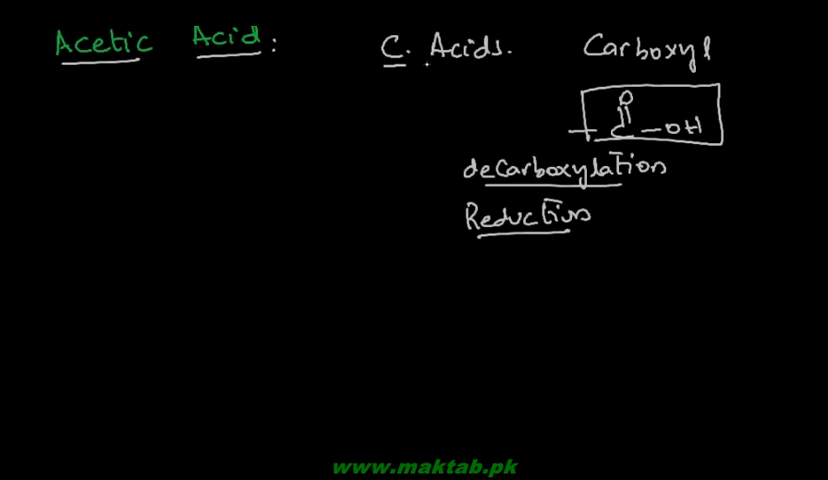 Acetic Acid : C. Acids. Carboxyl
O
C — OH
decarboxylation
Reduction
www.maktab.pk